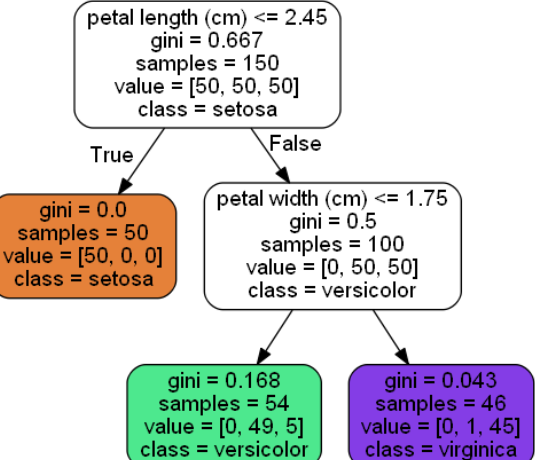 petal length (cm) <= 2.45
gini = 0.667
samples = 150
value = [50, 50, 50]
class = setosa
True
False
gini = 0.0
samples = 50
value = [50, 0, 0]
class = setosa
petal width (cm) <= 1.75
gini = 0.5
samples = 100
value = [0, 50, 50]
class = versicolor
gini = 0.168
samples = 54
value = [0, 49, 5]
class = versicolor
gini = 0.043
samples = 46
value = [0, 1, 45]
class = virginica